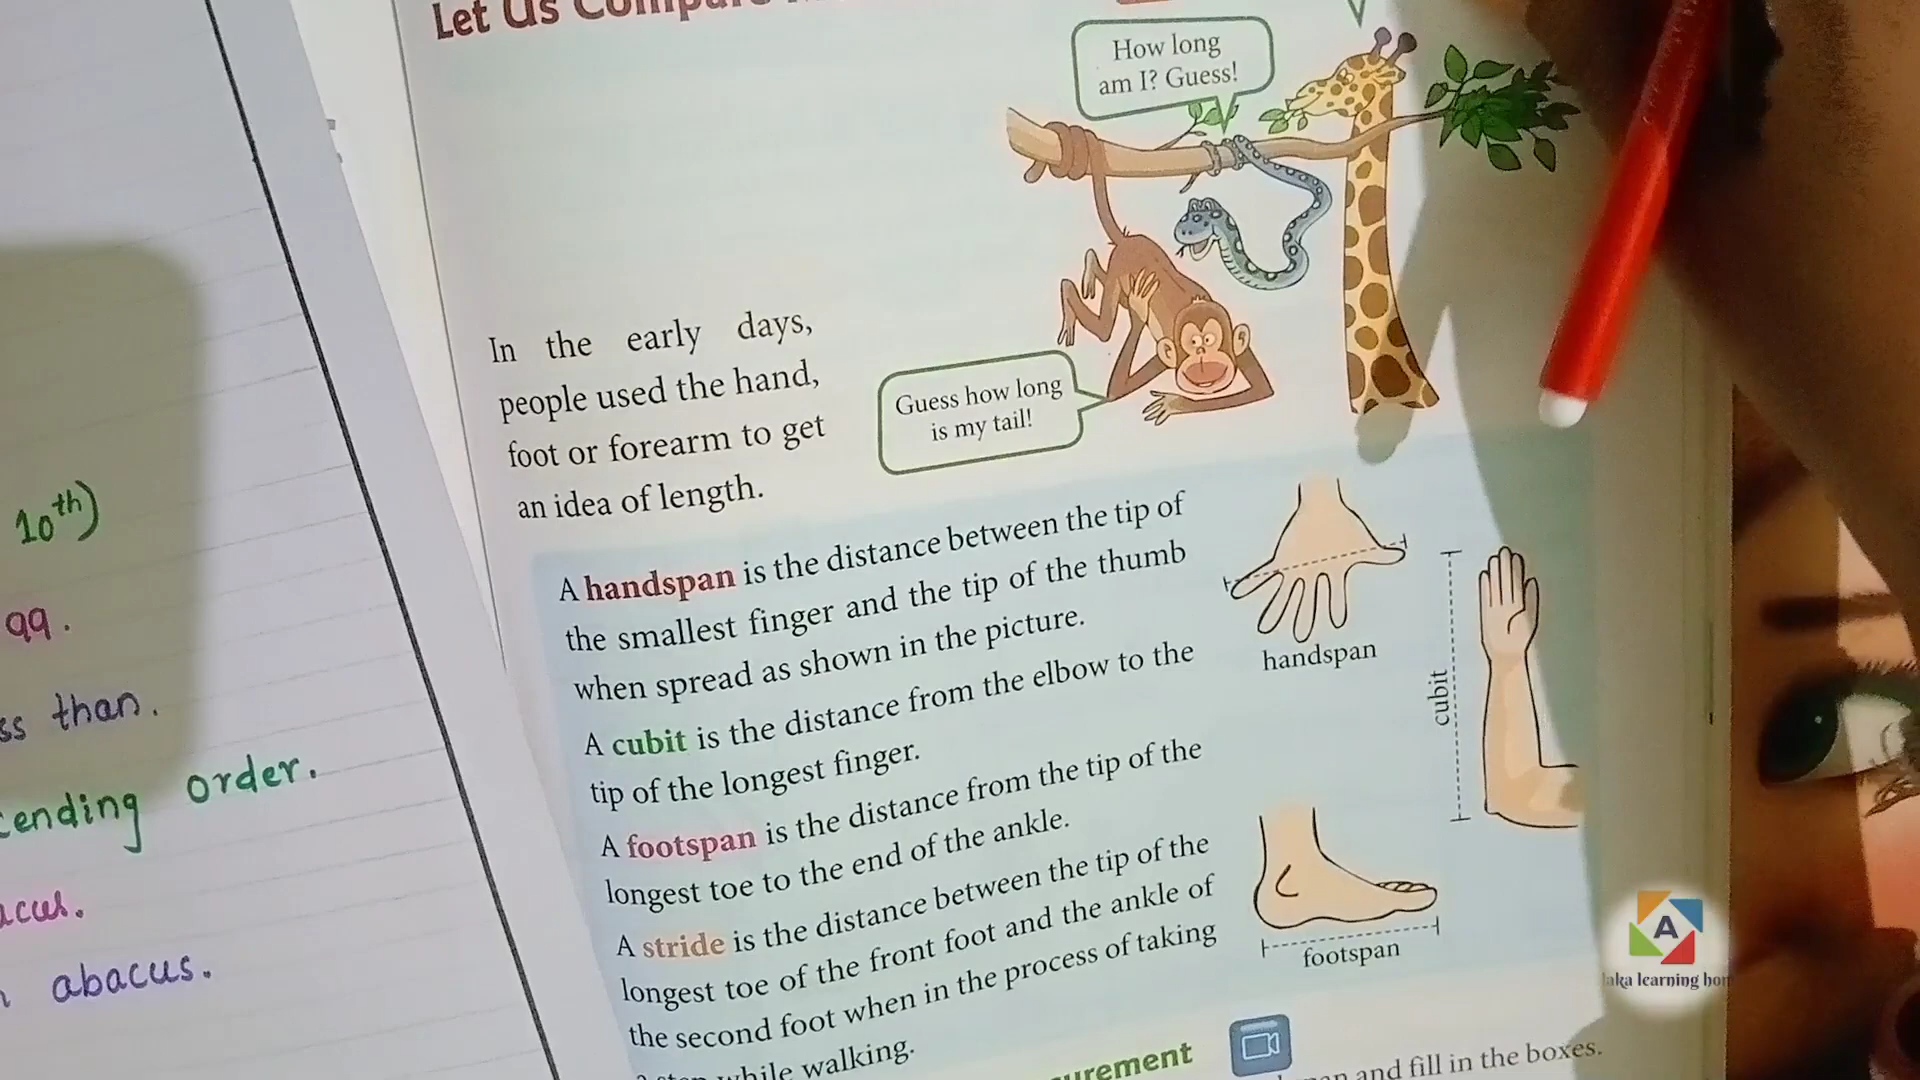 Let Us Compare
How long
am I? Guess!
In the early days,
people used the hand,
foot or forearm to get
an idea of length.
Guess how long
is my tail!
A handspan is the distance between the tip of
the smallest finger and the tip of the thumb
when spread as shown in the picture.
A cubit is the distance from the elbow to the
tip of the longest finger.
A footspan is the distance from the tip of the
longest toe to the end of the ankle.
A stride is the distance between the tip of the
longest toe of the front foot and the ankle of
the second foot when in the process of taking
while walking.
handspan
cubit
footspan
and fill in the boxes.
10th)
99.
than.
order.
abacus.
A
learning